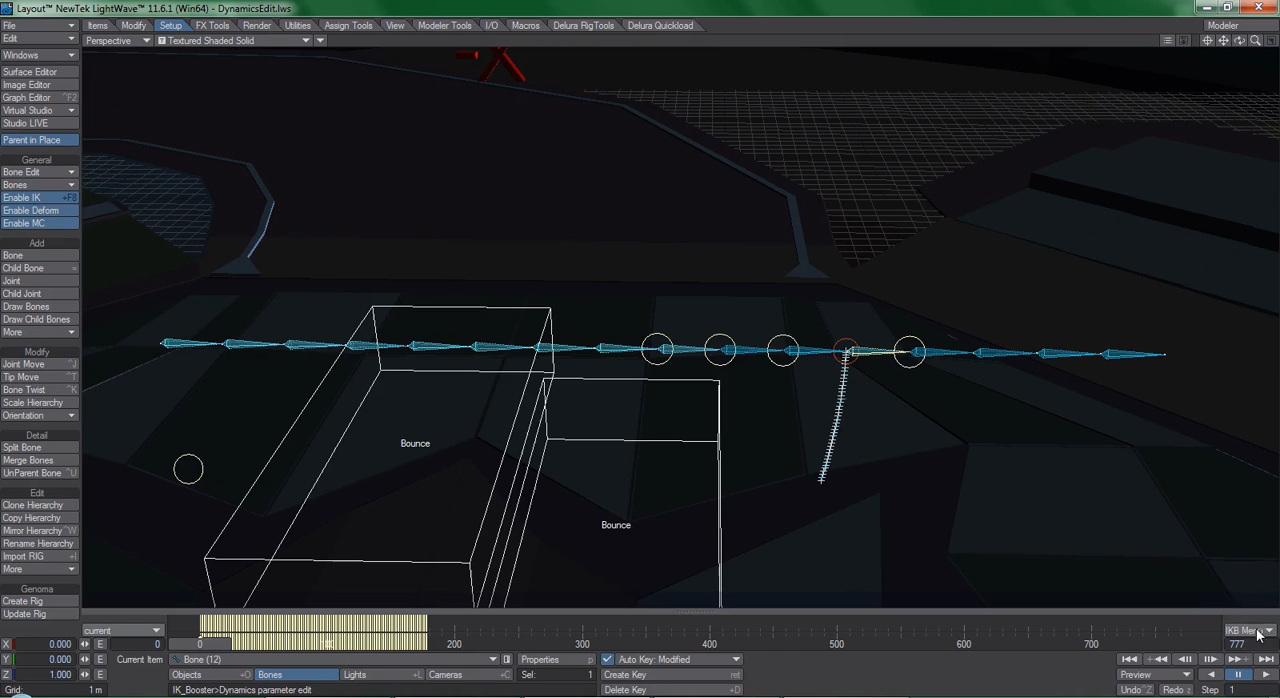 Layout™ NewTek LightWave™ 11.6.1 (Win64) - DynamicsEdit.lws
File Items Modify Setup FX Tools Render Utilities Assign Tools View Modeler Tools I/O Macros Delura RigTools Delura Quickload Modeler
Edit Perspective Textured Shaded Solid
Windows
Surface Editor
Image Editor
Graph Editor ^F2
Virtual Studio
Studio LIVE
Parent in Place
General
Bone Edit
Bones
Enable IK +F8
Enable Deform
Enable MC
Add
Bone
Child Bone =
Joint
Child Joint
Draw Bones
Draw Child Bones
More
Modify
Joint Move ^J
Tip Move ^T
Bone Twist ^K
Scale Hierarchy
Orientation
Detail
Split Bone
Merge Bones
UnParent Bone ^U
Edit
Clone Hierarchy
Copy Hierarchy
Mirror Hierarchy ^W
Rename Hierarchy
Import RIG +I
More
Genoma
Create Rig
Update Rig
Bounce
Bounce
current
X 0.000 E 0 0 200 300 400 500 600 700 777
Y 0.000 E Current Item Bone (12) Properties p Auto Key: Modified
Z 1.000 E Objects +O Bones Lights +L Cameras +C Sel: 1 Create Key ret Preview
Grid: 1 m IK_Booster>Dynamics parameter edit Delete Key +D Undo ^Z Redo z Step 1